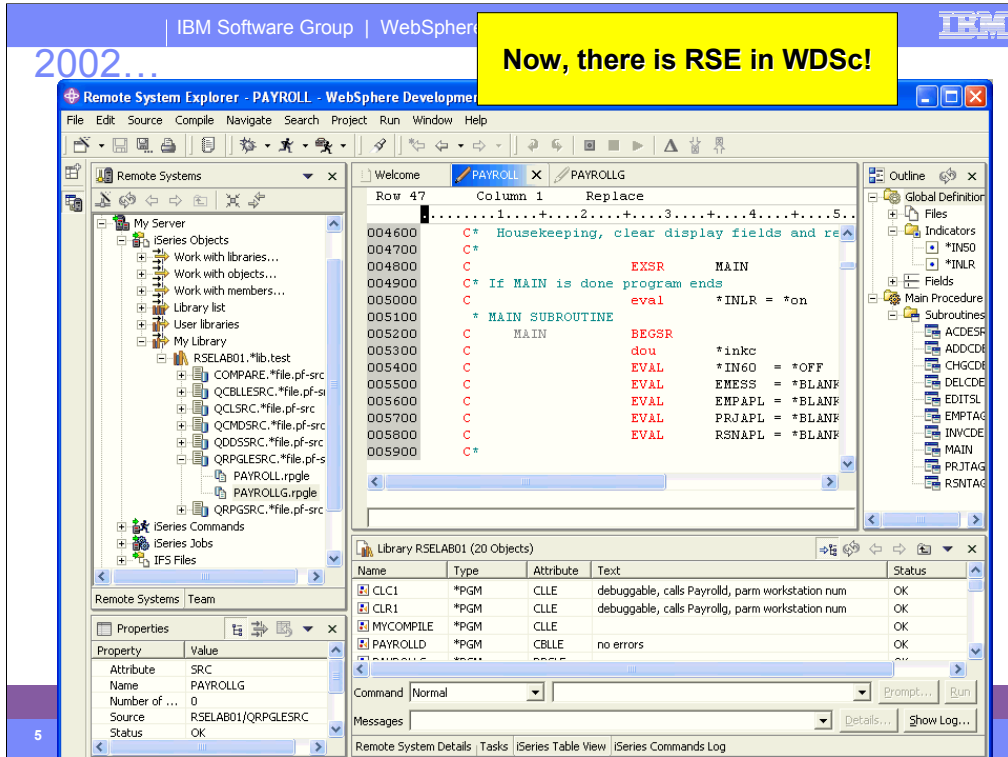 IBM Software Group | WebSphere
IBM
2002...
Now, there is RSE in WDSc!
Remote System Explorer - PAYROLL - WebSphere Developmen
File Edit Source Compile Navigate Search Project Run Window Help
Remote Systems
My Server
iSeries Objects
Work with libraries...
Work with objects...
Work with members...
Library list
User libraries
My Library
RSELAB01.*lib.test
COMPARE.*file.pf-src
QCBLLESRC.*file.pf-sr
QCLSRC.*file.pf-src
QCMDSRC.*file.pf-src
QDDSSRC.*file.pf-src
QRPGLESRC.*file.pf-s
PAYROLL.rpgle
PAYROLLG.rpgle
QRPGSRC.*file.pf-src
iSeries Commands
iSeries Jobs
IFS Files
Remote Systems Team
Welcome PAYROLL PAYROLLG
Row 47 Column 1 Replace
.........1....+....2....+....3....+....4....+....5..
004600 C* Housekeeping, clear display fields and re
004700 C*
004800 C EXSR MAIN
004900 C* If MAIN is done program ends
005000 C eval *INLR = *on
005100 * MAIN SUBROUTINE
005200 C MAIN BEGSR
005300 C dou *inkc
005400 C EVAL *IN60 = *OFF
005500 C EVAL EMESS = *BLANK
005600 C EVAL EMPAPL = *BLANK
005700 C EVAL PRJAPL = *BLANK
005800 C EVAL RSNAPL = *BLANK
005900 C*
Outline
Global Definition
Files
Indicators
*IN50
*INLR
Fields
Main Procedure
Subroutines
ACDESR
ADDCDE
CHGCDE
DELCDE
EDITSL
EMPTAG
INVCDE
MAIN
PRJTAG
RSNTAG
Properties
Property Value
Attribute SRC
Name PAYROLLG
Number of ... 0
Source RSELAB01/QRPGLESRC
Status OK
Library RSELAB01 (20 Objects)
Name Type Attribute Text Status
CLC1 *PGM CLLE debuggable, calls Payrolld, parm workstation num OK
CLR1 *PGM CLLE debuggable, calls Payrollg, parm workstation num OK
MYCOMPILE *PGM CLLE OK
PAYROLLD *PGM CBLLE no errors OK
Command Normal Prompt... Run
Messages Details... Show Log...
Remote System Details Tasks iSeries Table View iSeries Commands Log
5